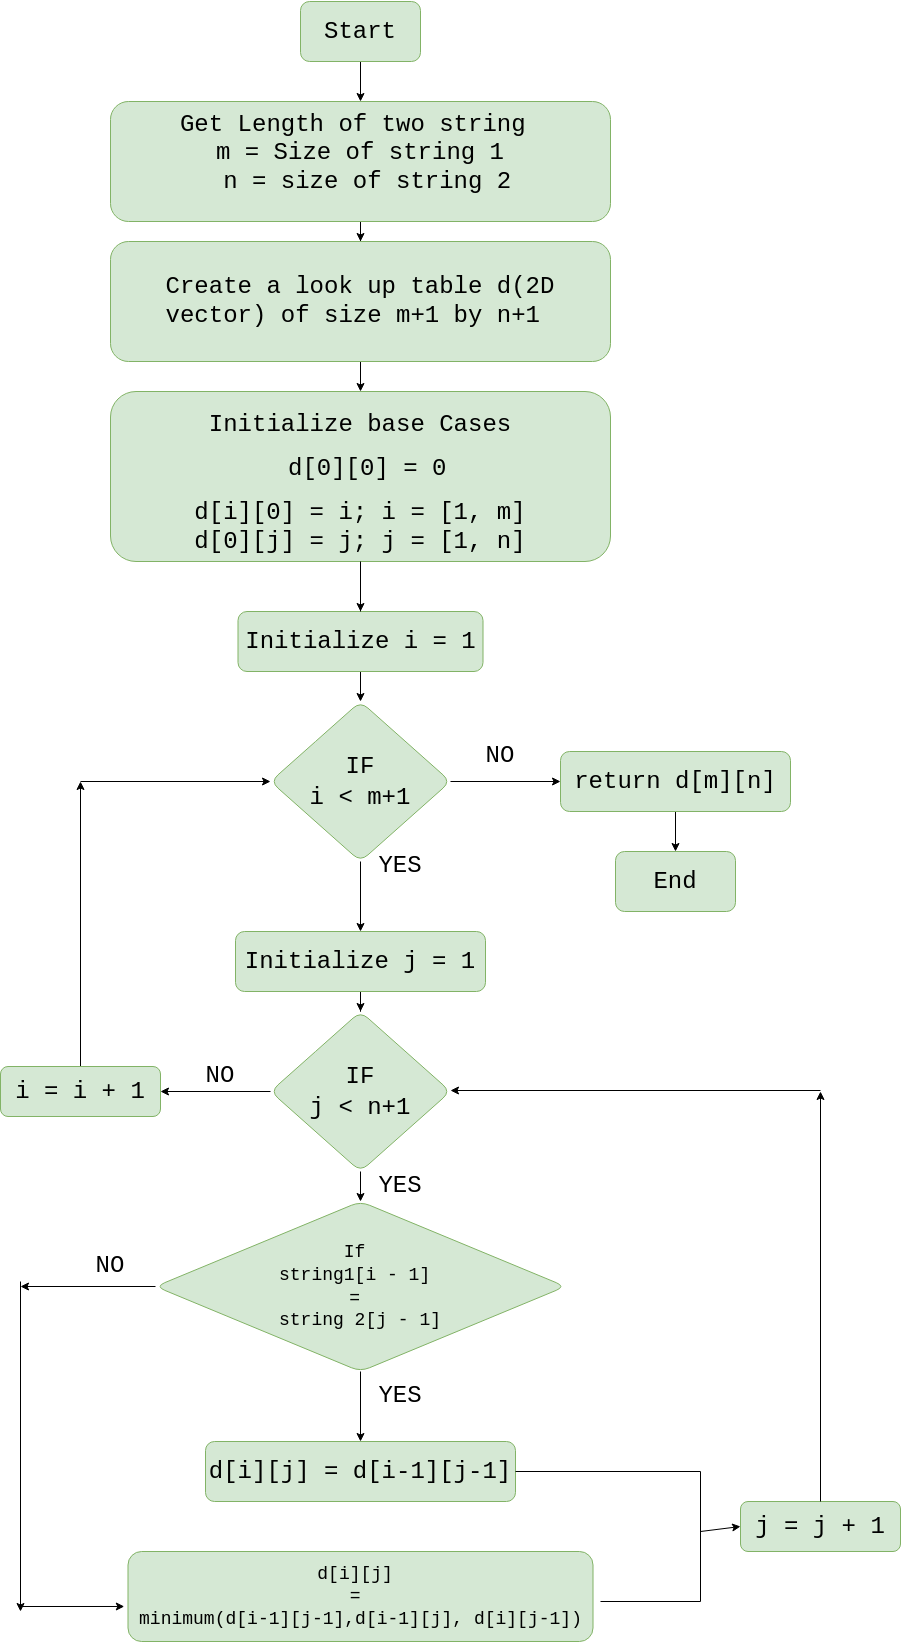 Start
Get Length of two string
m = Size of string 1
n = size of string 2
Create a look up table d(2D
vector) of size m+1 by n+1
Initialize base Cases
d[0][0] = 0
d[i][0] = i; i = [1, m]
d[0][j] = j; j = [1, n]
Initialize i = 1
IF
i < m+1
NO
return d[m][n]
YES
End
Initialize j = 1
IF
j < n+1
NO
i = i + 1
YES
If
string1[i - 1]
=
string 2[j - 1]
NO
YES
d[i][j] = d[i-1][j-1]
j = j + 1
d[i][j]
=
minimum(d[i-1][j-1],d[i-1][j], d[i][j-1])